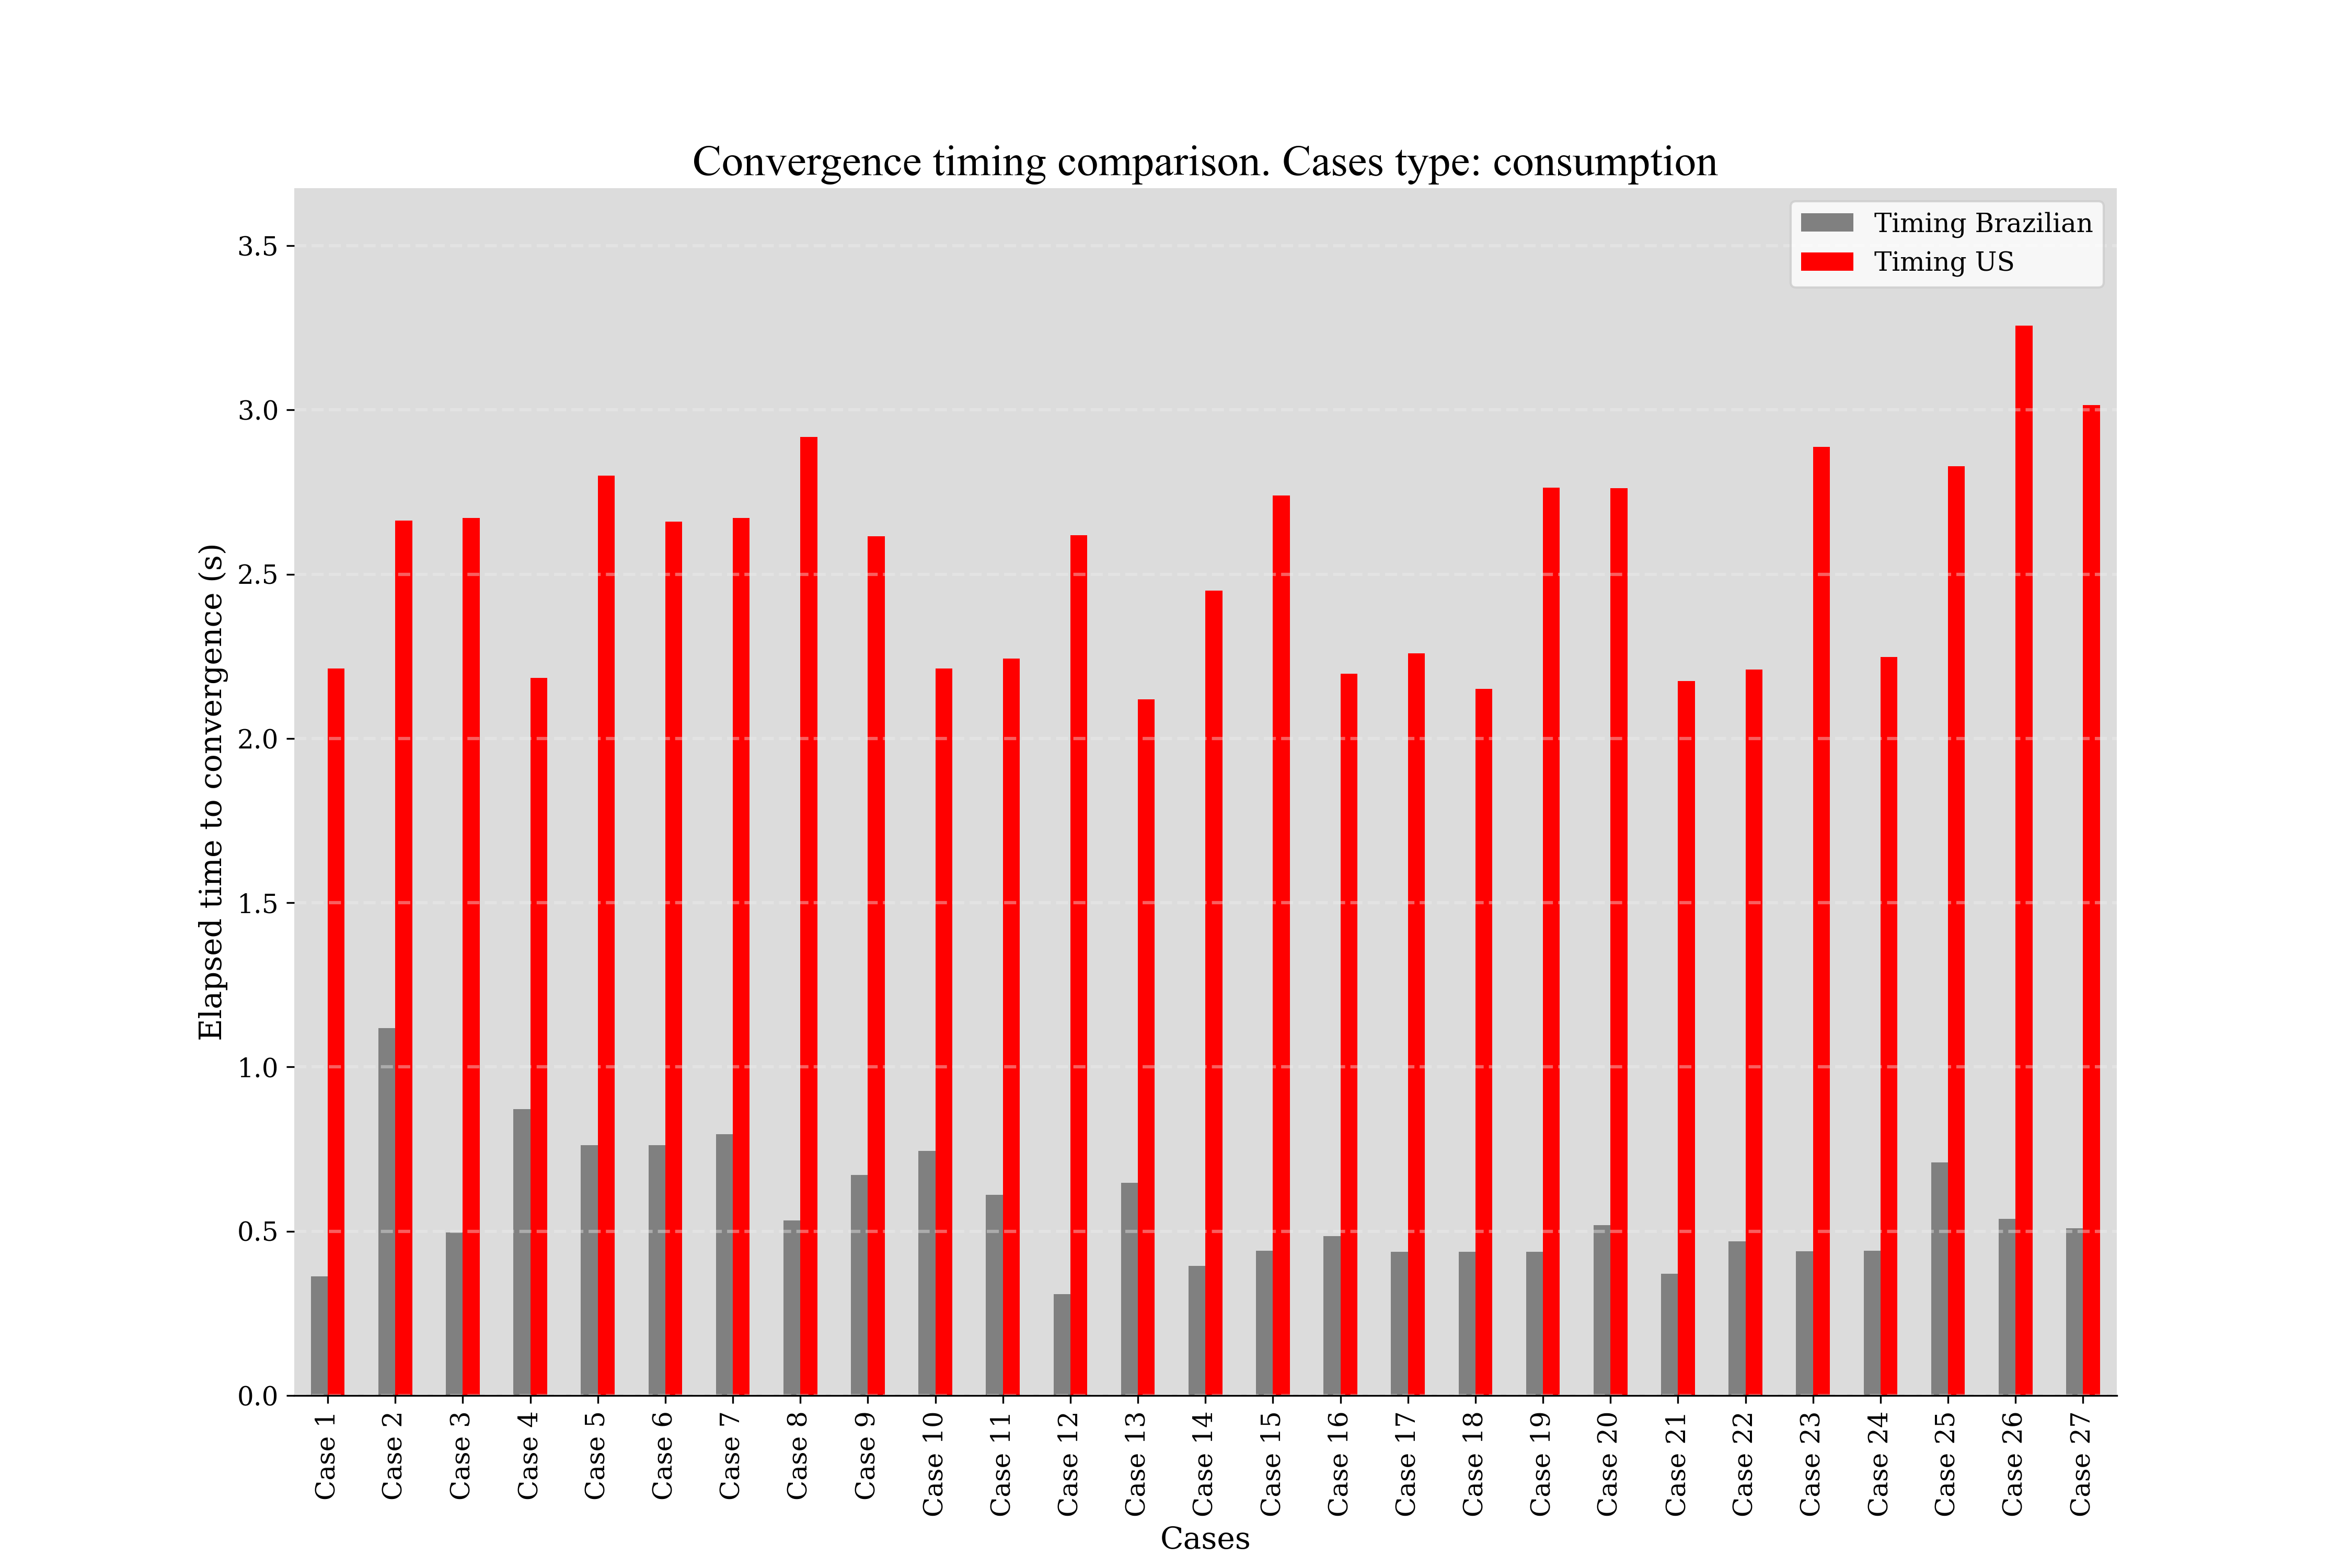 Convergence timing comparison. Cases type: consumption
Timing Brazilian
Timing US
Elapsed time to convergence (s)
3.5
3.0
2.5
2.0
1.5
1.0
0.5
0.0
Case 1
Case 2
Case 3
Case 4
Case 5
Case 6
Case 7
Case 8
Case 9
Case 10
Case 11
Case 12
Case 13
Case 14
Case 15
Case 16
Case 17
Case 18
Case 19
Case 20
Case 21
Case 22
Case 23
Case 24
Case 25
Case 26
Case 27
Cases